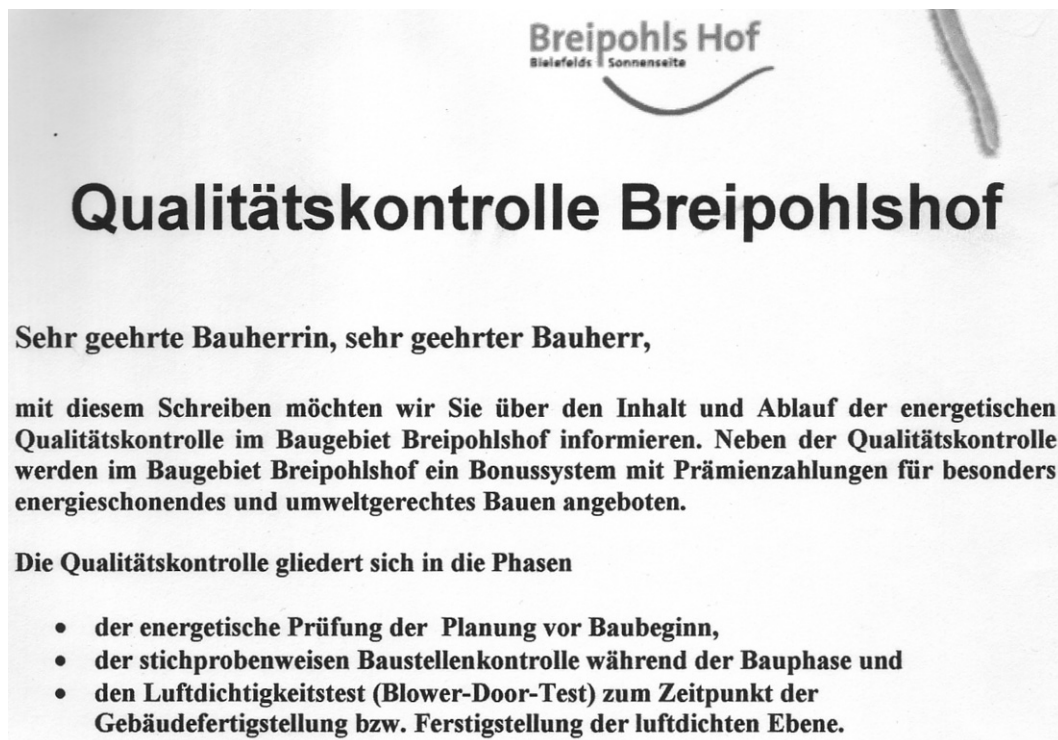 Breipohls Hof
Bielefelds Sonnenseite
Qualitätskontrolle Breipohlshof
Sehr geehrte Bauherrin, sehr geehrter Bauherr,
mit diesem Schreiben möchten wir Sie über den Inhalt und Ablauf der energetischen
Qualitätskontrolle im Baugebiet Breipohlshof informieren. Neben der Qualitätskontrolle
werden im Baugebiet Breipohlshof ein Bonussystem mit Prämienzahlungen für besonders
energieschonendes und umweltgerechtes Bauen angeboten.
Die Qualitätskontrolle gliedert sich in die Phasen
• der energetische Prüfung der Planung vor Baubeginn,
• der stichprobenweisen Baustellenkontrolle während der Bauphase und
• den Luftdichtigkeitstest (Blower-Door-Test) zum Zeitpunkt der
Gebäudefertigstellung bzw. Ferstigstellung der luftdichten Ebene.